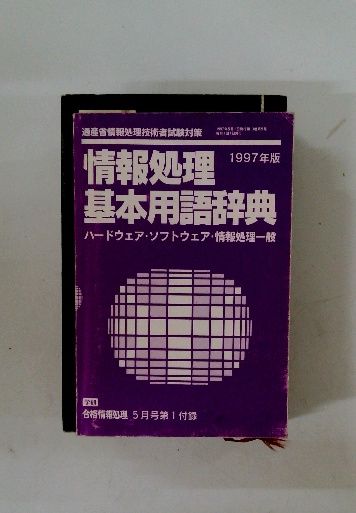 通産省情報処理技術者試験対策
情報処理
1997年版
基本用語辞典
ハードウェア・ソフトウェア・情報処理一般
学研
合格情報処理 5月号第1付録